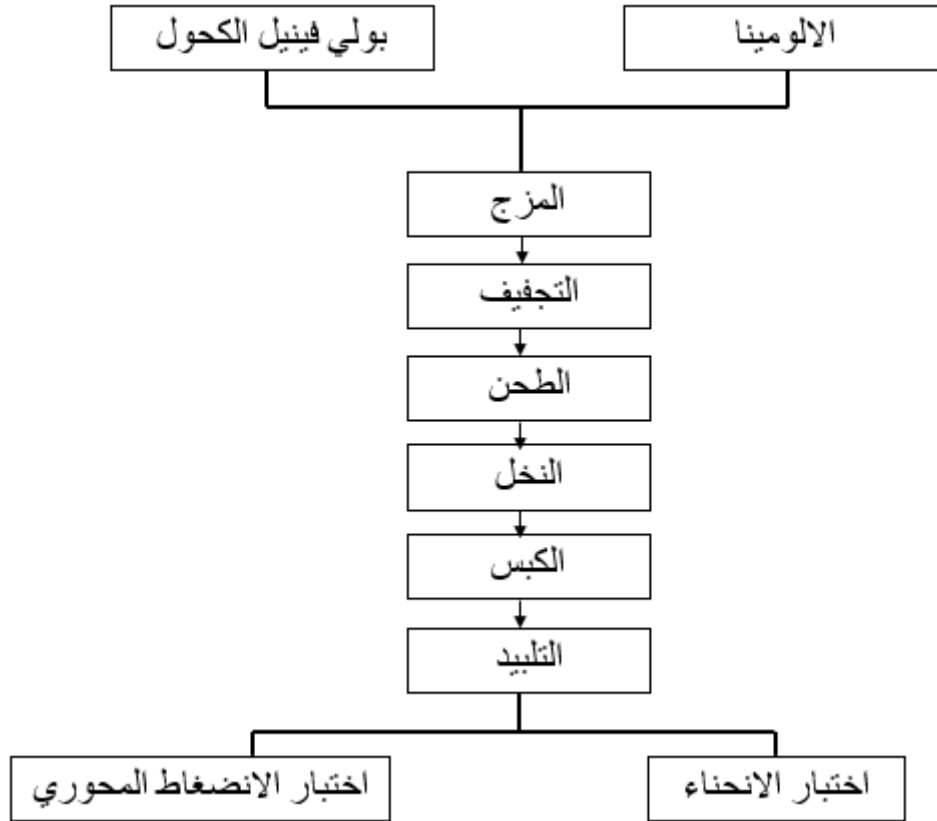 الالومينا
بولي فينيل الكحول
المزج
التجفيف
الطحن
النخل
الكبس
التلبيد
اختبار الانحناء
اختبار الانضغاط المحوري